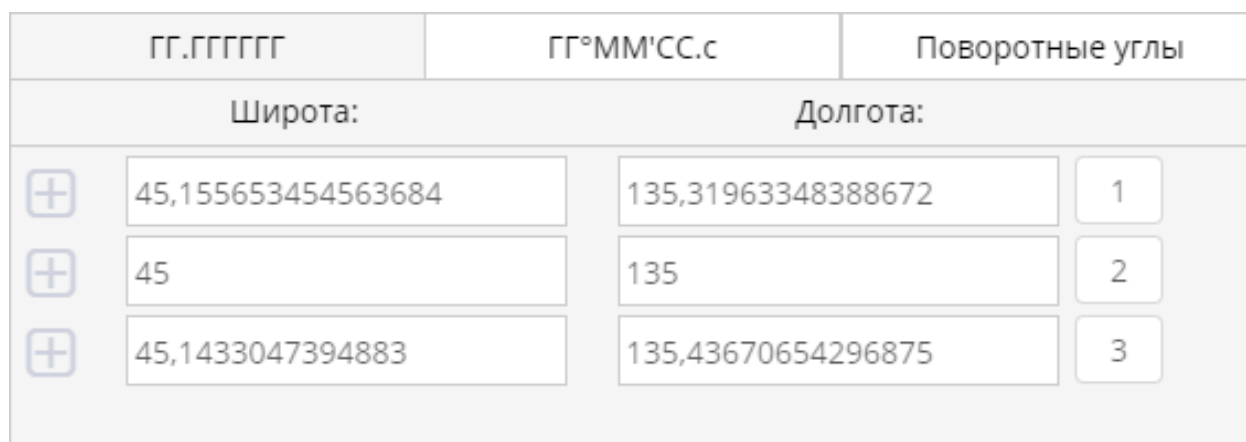 ГГ.ГГГГГГ ГГ°ММ'СС.с Поворотные углы
Широта: Долгота:
45,155653454563684 135,31963348388672 1
45 135 2
45,1433047394883 135,43670654296875 3